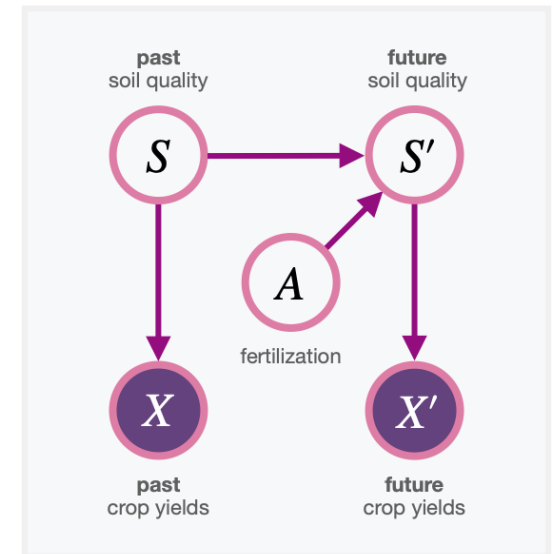 past
soil quality
future
soil quality
S
S′
A
fertilization
X
X′
past
crop yields
future
crop yields